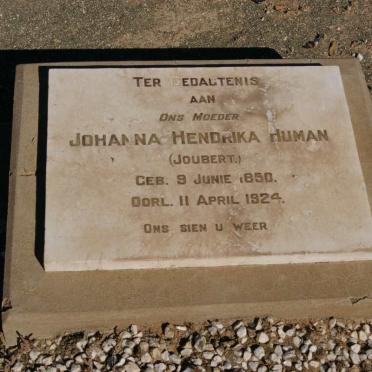 TER GEDAGTENIS
AAN
ONS MOEDER
JOHANNA HENDRIKA HUMAN
(JOUBERT.)
GEB. 9 JUNIE 1850.
OORL. 11 APRIL 1924.
ONS SIEN U WEER